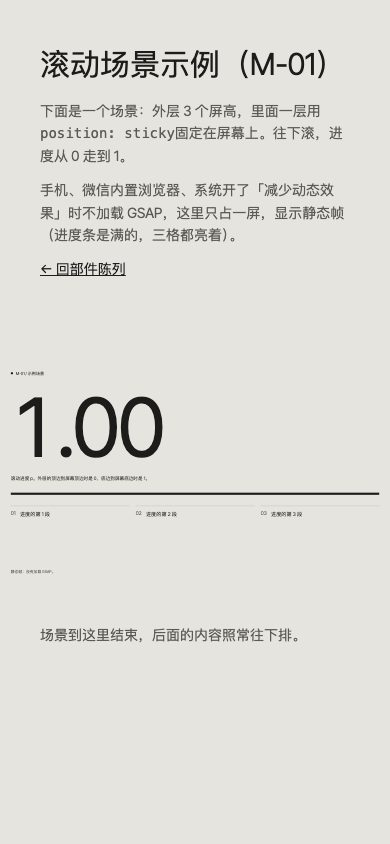 滚动场景示例（M-01）
下面是一个场景：外层 3 个屏高，里面一层用
position: sticky固定在屏幕上。往下滚，进
度从 0 走到 1。
手机、微信内置浏览器、系统开了「减少动态效
果」时不加载 GSAP，这里只占一屏，显示静态帧
（进度条是满的，三格都亮着）。
← 回部件陈列
M-01/ 示例场景
1.00
滚动进度 p。外层的顶边到屏幕顶边时是 0，底边到屏幕底边时是 1。
01 进度的第 1 段
02 进度的第 2 段
03 进度的第 3 段
静态帧：没有加载 GSAP。
场景到这里结束，后面的内容照常往下排。